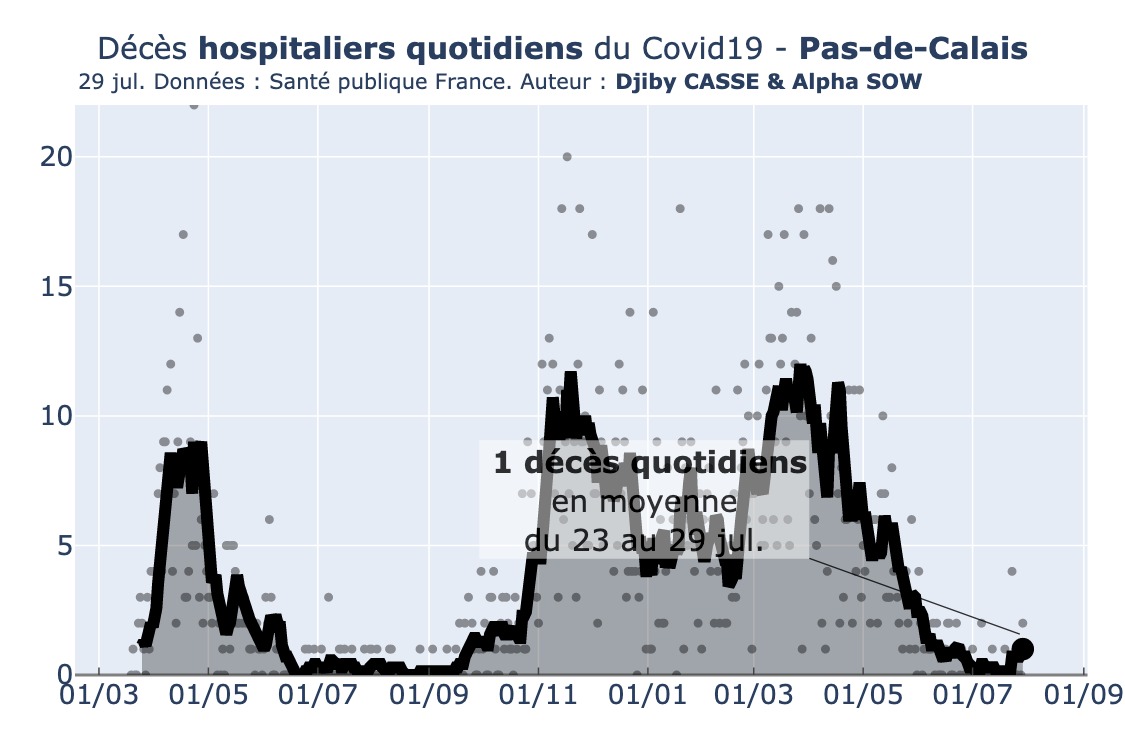 Décès hospitaliers quotidiens du Covid19 - Pas-de-Calais
29 jul. Données : Santé publique France. Auteur : Djiby CASSE & Alpha SOW
20
15
10
5
0
1 décès quotidiens
en moyenne
du 23 au 29 jul.
01/03 01/05 01/07 01/09 01/11 01/01 01/03 01/05 01/07 01/09